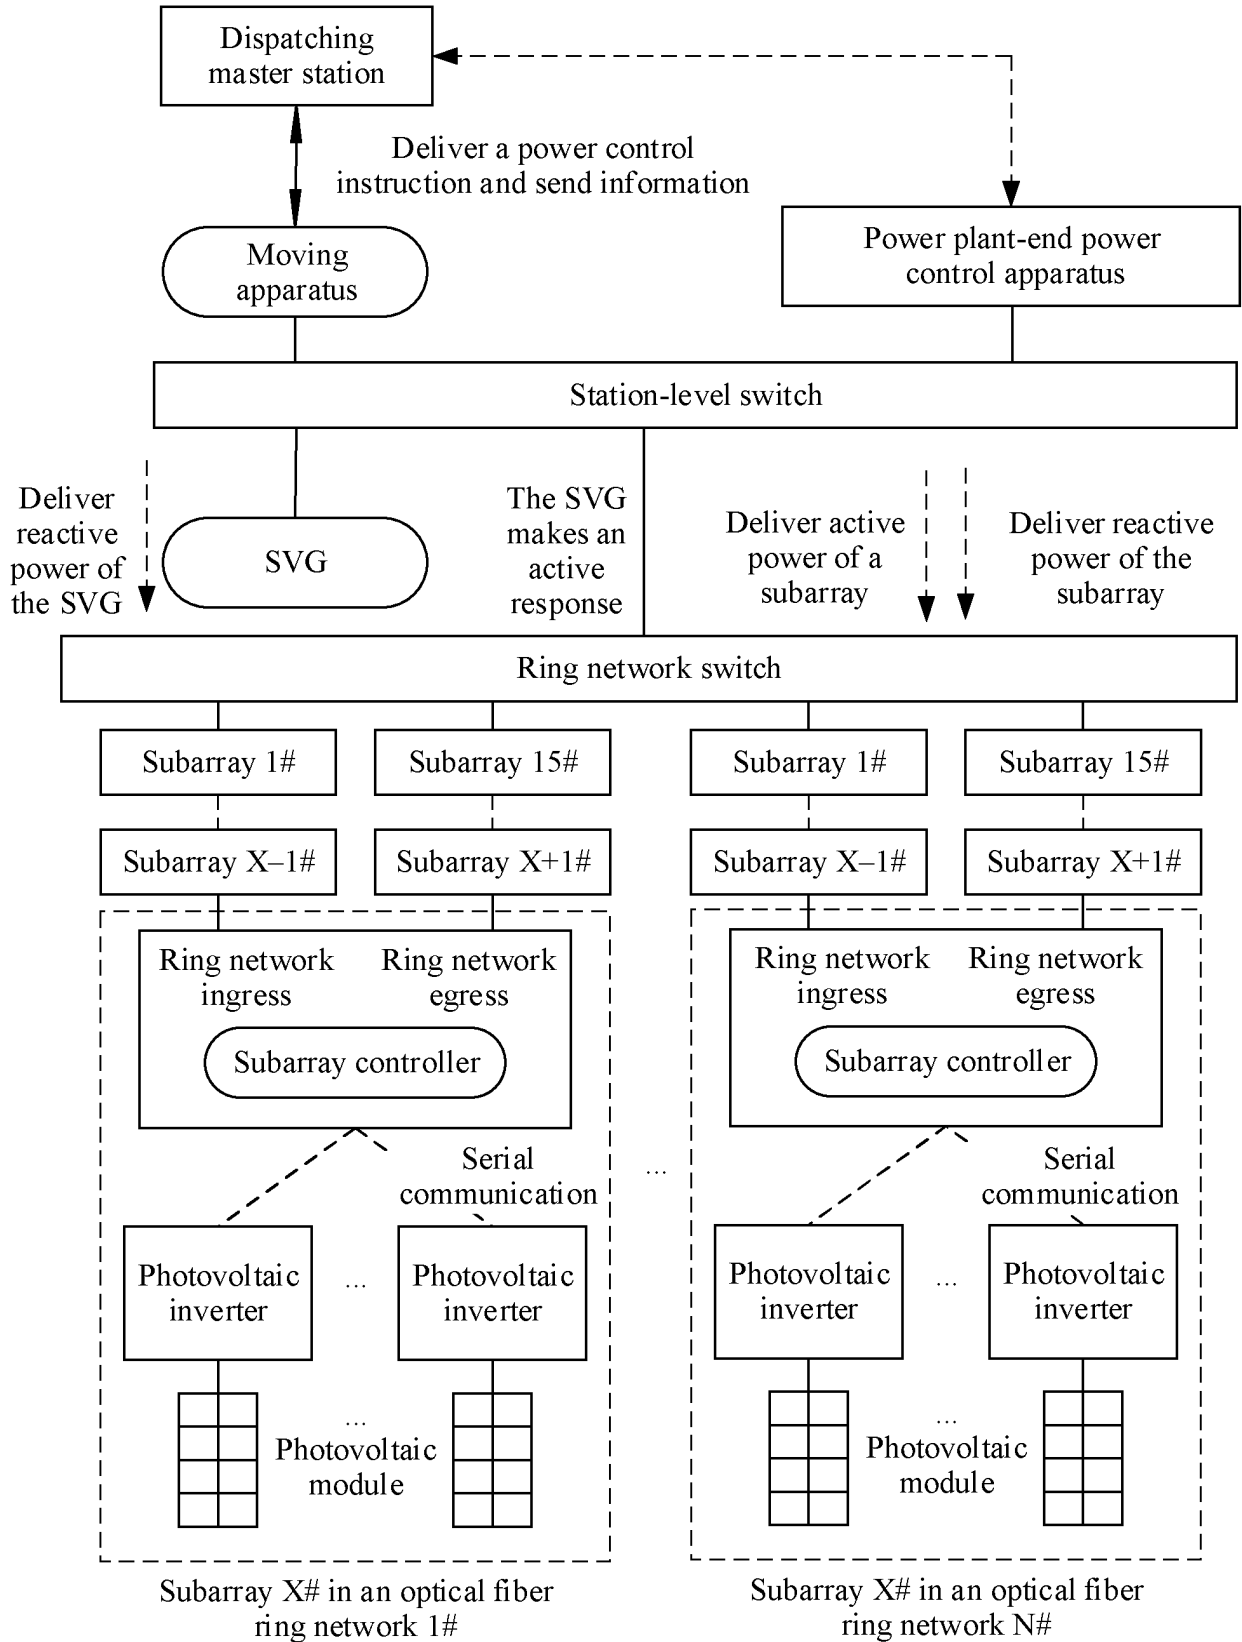 Dispatching
master station
Deliver a power control
instruction and send information
Moving
apparatus
Power plant-end power
control apparatus
Station-level switch
Deliver
reactive
power of
the SVG
SVG
The SVG
makes an
active
response
Deliver active
power of a
subarray
Deliver reactive
power of the
subarray
Ring network switch
Subarray 1#
Subarray 15#
Subarray 1#
Subarray 15#
Subarray X–1#
Subarray X+1#
Subarray X–1#
Subarray X+1#
Ring network
ingress
Ring network
egress
Subarray controller
Ring network
ingress
Ring network
egress
Subarray controller
Serial
communication
...
Serial
communication
Photovoltaic
inverter
...
Photovoltaic
inverter
Photovoltaic
inverter
...
Photovoltaic
inverter
...
Photovoltaic
module
...
Photovoltaic
module
Subarray X# in an optical fiber
ring network 1#
Subarray X# in an optical fiber
ring network N#